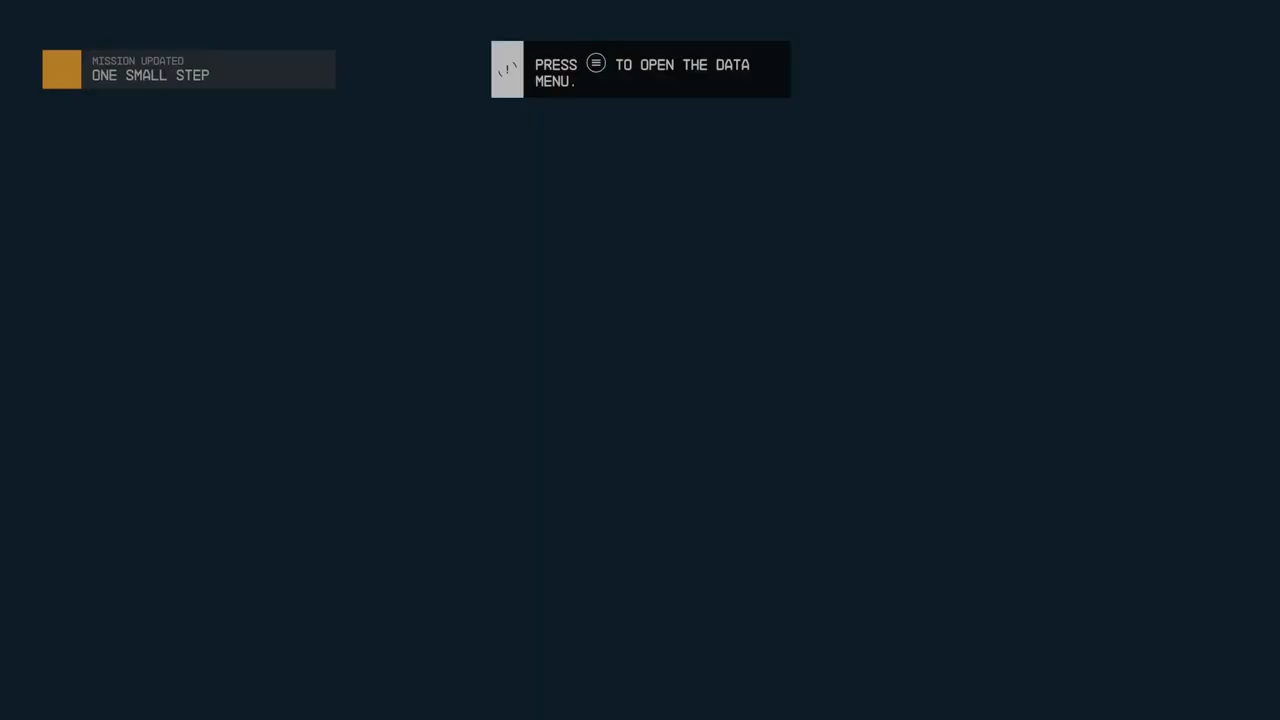 MISSION UPDATED
ONE SMALL STEP
PRESS TO OPEN THE DATA
MENU.